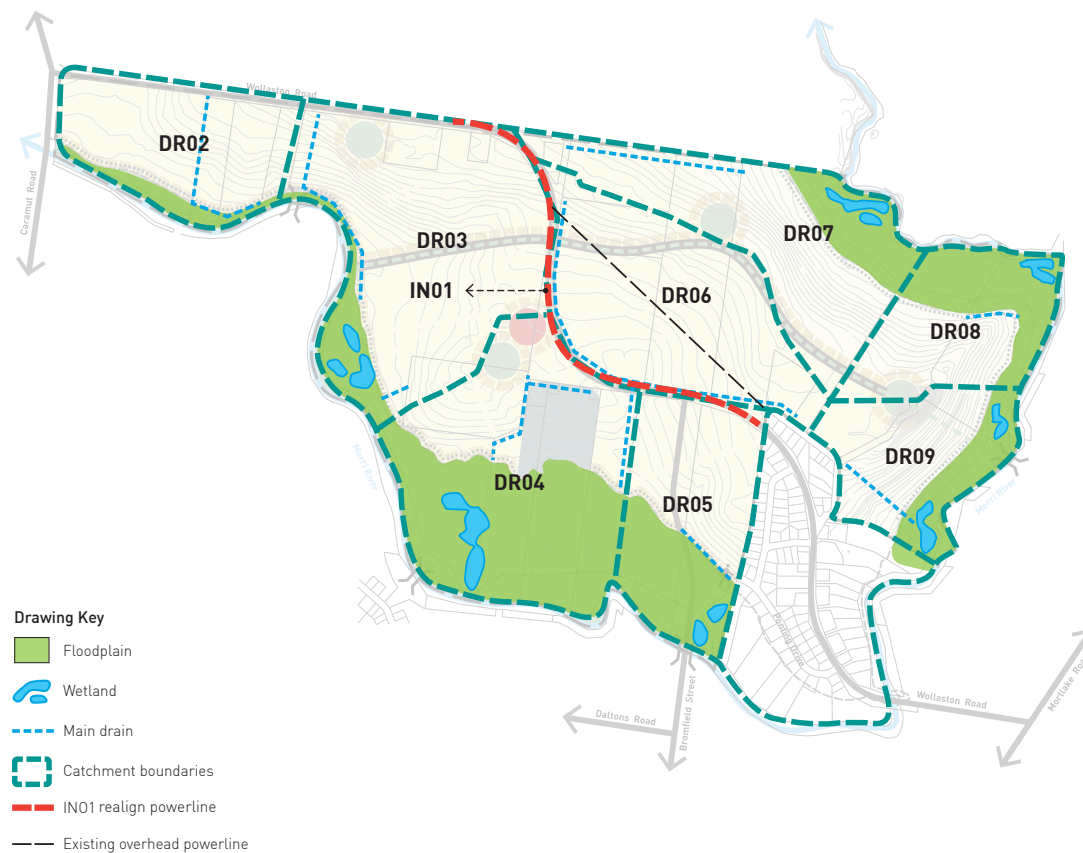 Wollaston Road
DR02
Caramut Road
DR07
DR03
IN01
DR06
DR08
DR09
DR04
DR05
Merri River
Merri River
Drawing Key
Floodplain
Wetland
Main drain
Catchment boundaries
IN01 realign powerline
Existing overhead powerline
Ponting Drive
Daltons Road
Bromfield Street
Wollaston Road
Mortlake Road